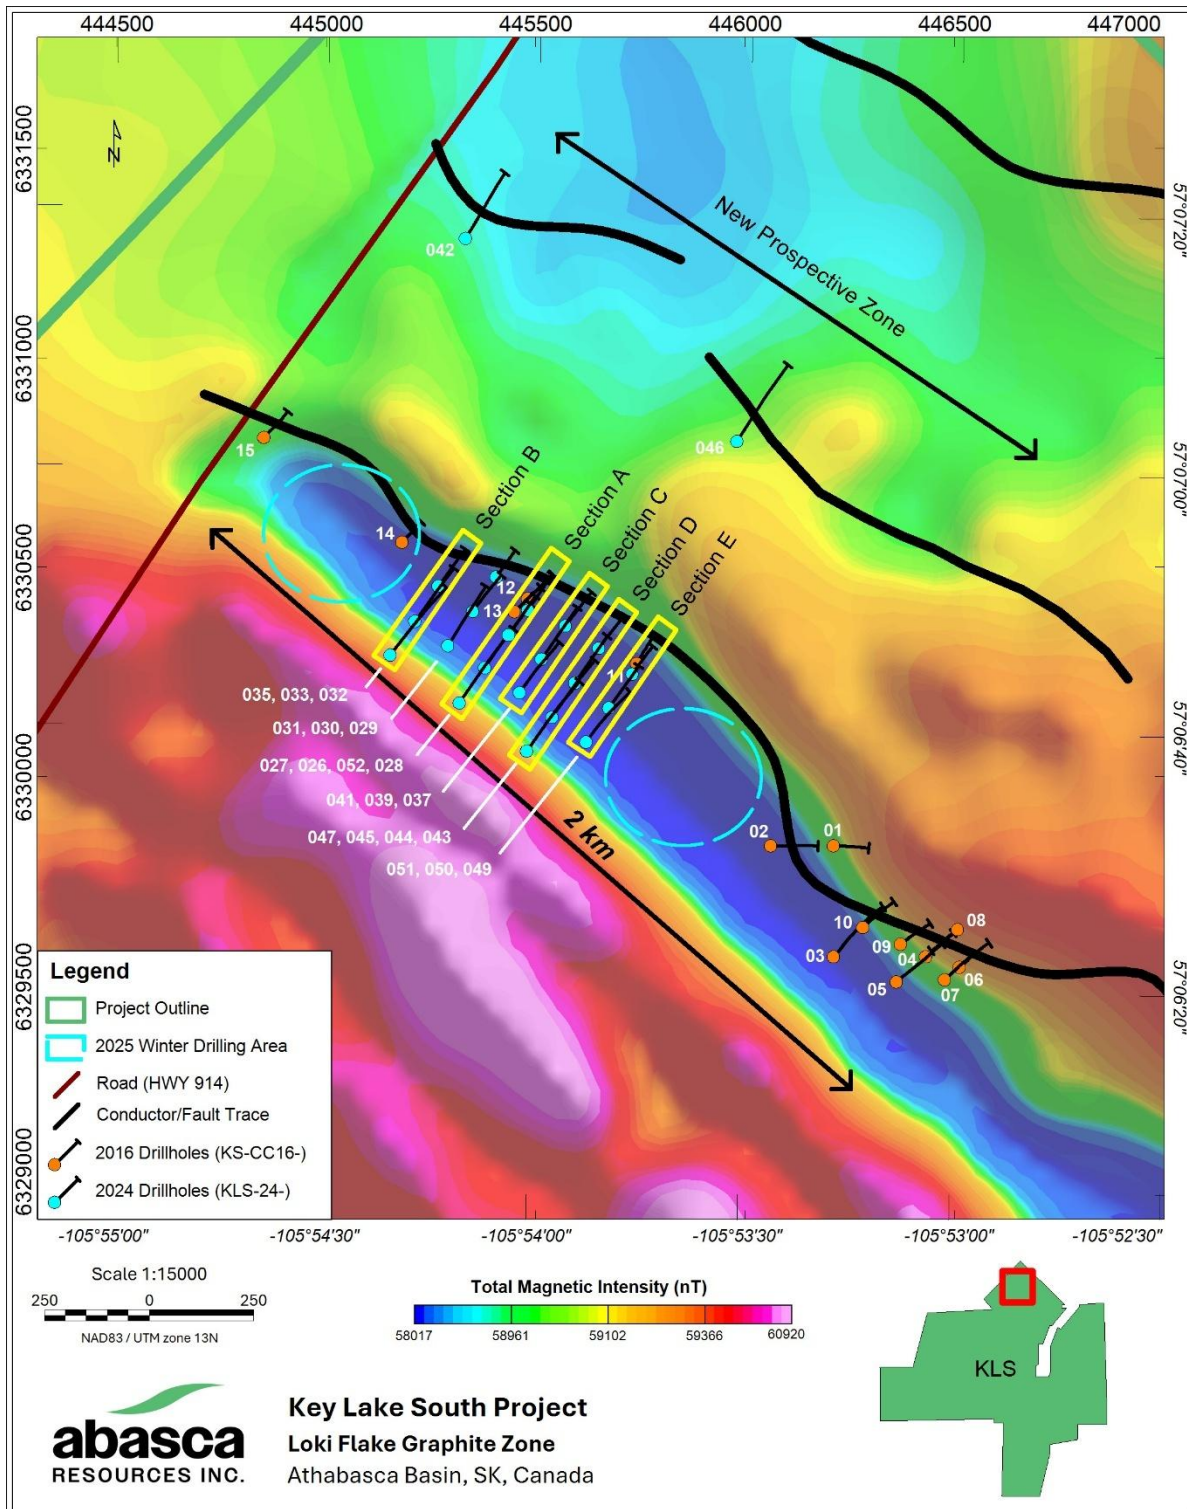 444500 445000 445500 446000 446500 447000
6331500
6331000
6330500
6330000
6329500
6329000
57°07'20"
57°07'00"
57°06'40"
57°06'20"
N
042
New Prospective Zone
046
15
14
Section B
Section A
Section C
Section D
Section E
12
13
11
035, 033, 032
031, 030, 029
027, 026, 052, 028
041, 039, 037
047, 045, 044, 043
051, 050, 049
2 km
02
01
10
08
09
03
04
06
05
07
Legend
Project Outline
2025 Winter Drilling Area
Road (HWY 914)
Conductor/Fault Trace
2016 Drillholes (KS-CC16-)
2024 Drillholes (KLS-24-)
-105°55'00" -105°54'30" -105°54'00" -105°53'30" -105°53'00" -105°52'30"
Scale 1:15000
250 0 250
NAD83 / UTM zone 13N
Total Magnetic Intensity (nT)
58017 58961 59102 59366 60920
KLS
abasca
RESOURCES INC.
Key Lake South Project
Loki Flake Graphite Zone
Athabasca Basin, SK, Canada